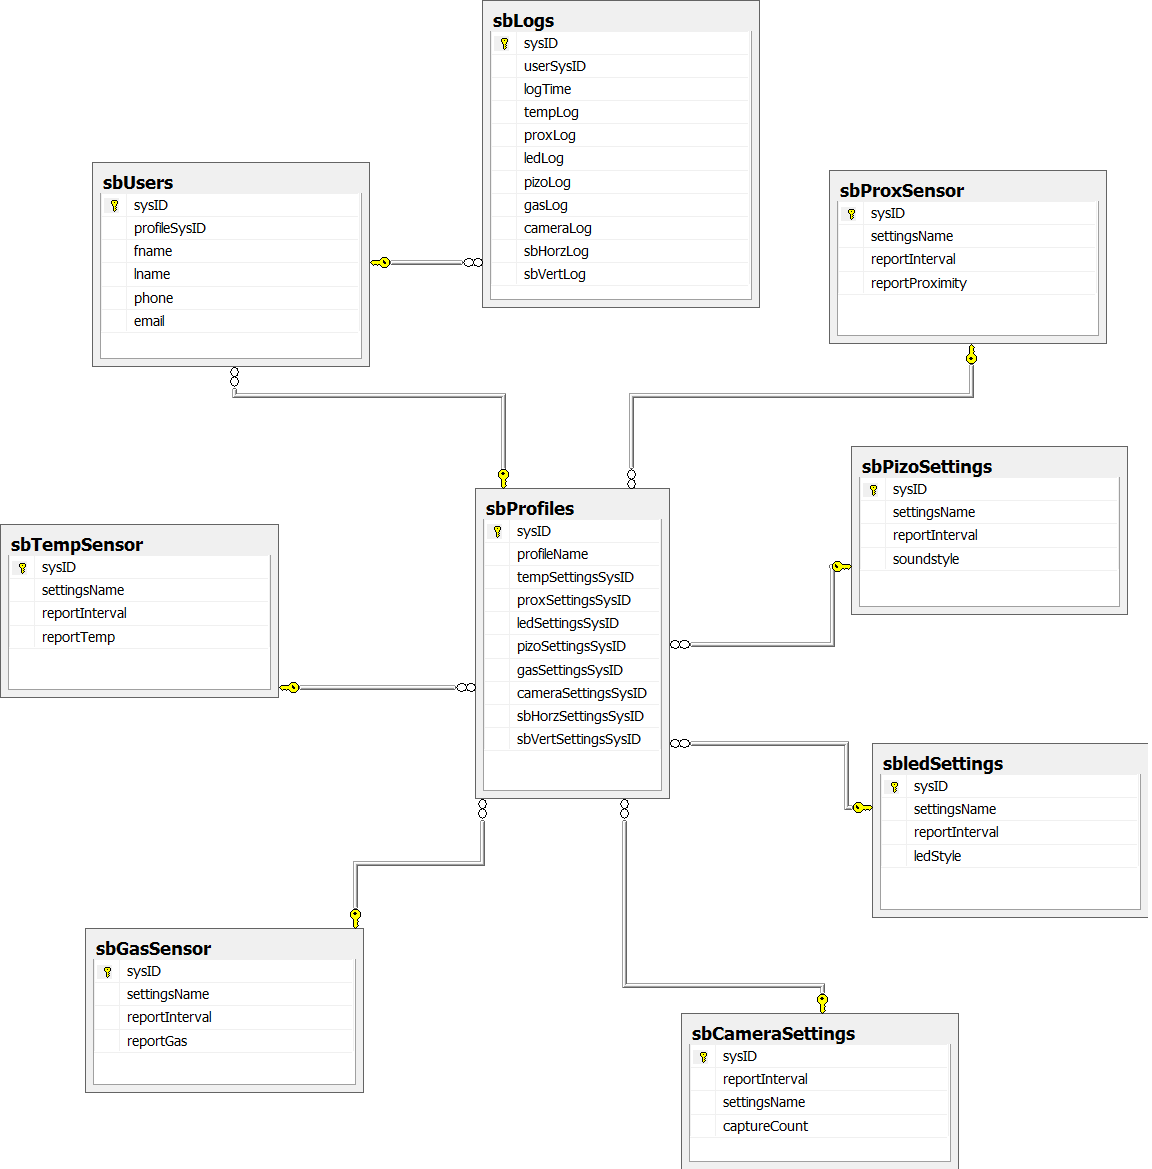 sbLogs
sysID
userSysID
logTime
tempLog
proxLog
ledLog
pizoLog
gasLog
cameraLog
sbHorzLog
sbVertLog
sbUsers
sysID
profileSysID
fname
lname
phone
email
sbProxSensor
sysID
settingsName
reportInterval
reportProximity
sbPizoSettings
sysID
settingsName
reportInterval
soundstyle
sbProfiles
sysID
profileName
tempSettingsSysID
proxSettingsSysID
ledSettingsSysID
pizoSettingsSysID
gasSettingsSysID
cameraSettingsSysID
sbHorzSettingsSysID
sbVertSettingsSysID
sbTempSensor
sysID
settingsName
reportInterval
reportTemp
sbledSettings
sysID
settingsName
reportInterval
ledStyle
sbGasSensor
sysID
settingsName
reportInterval
reportGas
sbCameraSettings
sysID
reportInterval
settingsName
captureCount